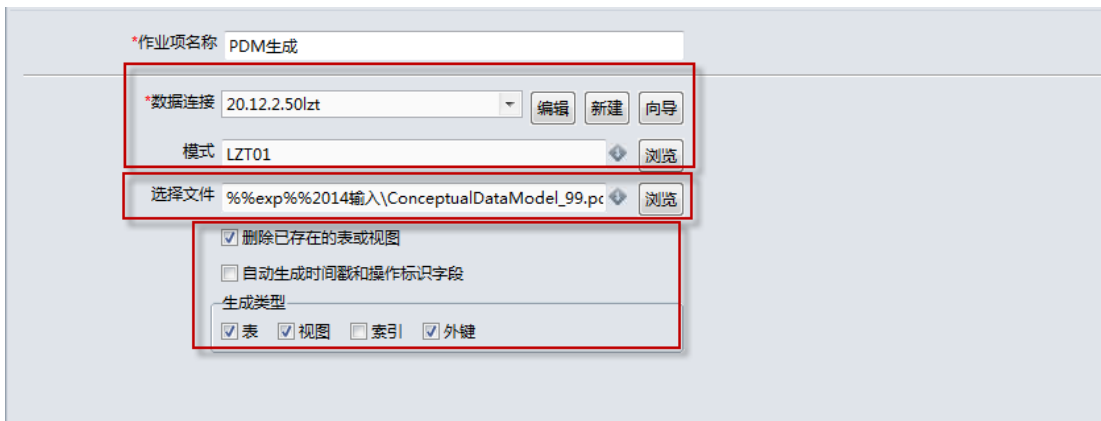 *作业项名称 PDM生成
*数据连接 20.12.2.50lzt 编辑 新建 向导
模式 LZT01 浏览
选择文件 %%exp%%2014输入\ConceptualDataModel_99.pd 浏览
删除已存在的表或视图
自动生成时间戳和操作标识字段
生成类型
表 视图 索引 外键